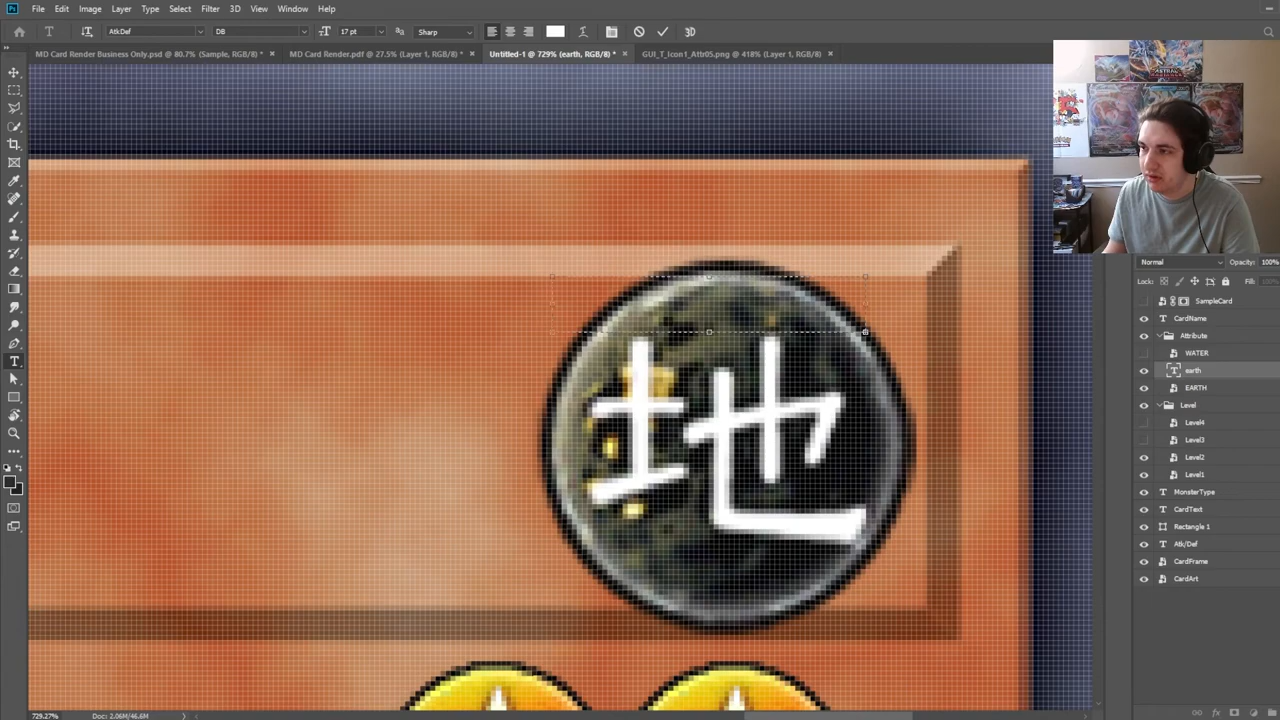 File Edit Image Layer Type Select Filter 3D View Window Help
T AtkDef DB 17 pt Sharp 3D
MD Card Render Business Only.psd @ 80.7% (Sample, RGB/8) * × MD Card Render.pdf @ 27.5% (Layer 1, RGB/8) * × Untitled-1 @ 729% (earth, RGB/8) * × GUI_T_Icon1_Attr05.png @ 418% (Layer 1, RGB/8) ×
Normal Opacity: 100%
Lock: Fill: 100%
SampleCard
CardName
Attribute
WATER
earth
EARTH
Level
Level4
Level3
Level2
Level1
MonsterType
CardText
Rectangle 1
Atk/Def
CardFrame
CardArt
地
729.27% Doc: 2.06M/46.6M